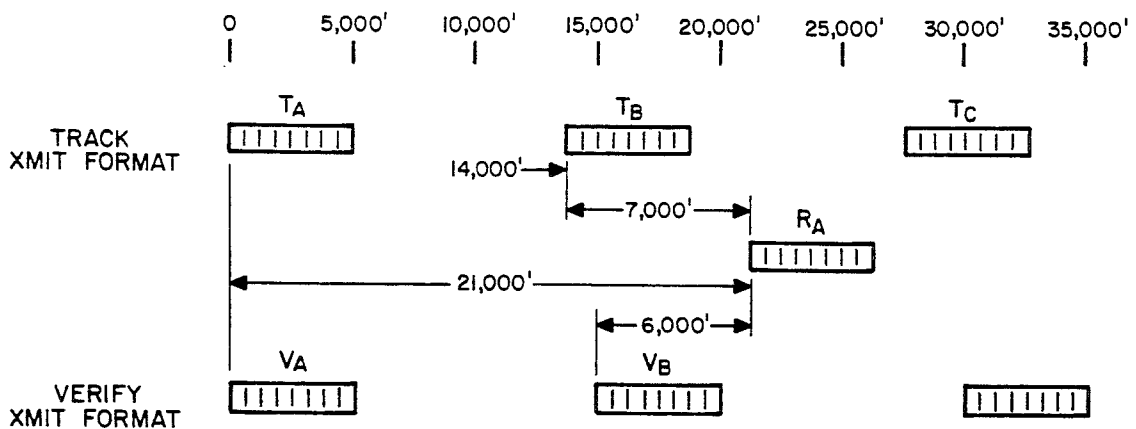 0 5,000' 10,000' 15,000' 20,000' 25,000' 30,000' 35,000'
TA TB TC
TRACK
XMIT FORMAT
14,000'
7,000'
RA
21,000'
6,000'
VA VB
VERIFY
XMIT FORMAT